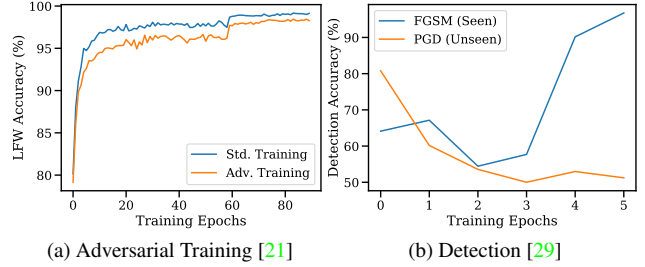 LFW Accuracy (%)
100
95
90
85
80
0 20 40 60 80
Training Epochs
Std. Training
Adv. Training
(a) Adversarial Training [21]
Detection Accuracy (%)
90
80
70
60
50
0 1 2 3 4 5
Training Epochs
FGSM (Seen)
PGD (Unseen)
(b) Detection [29]